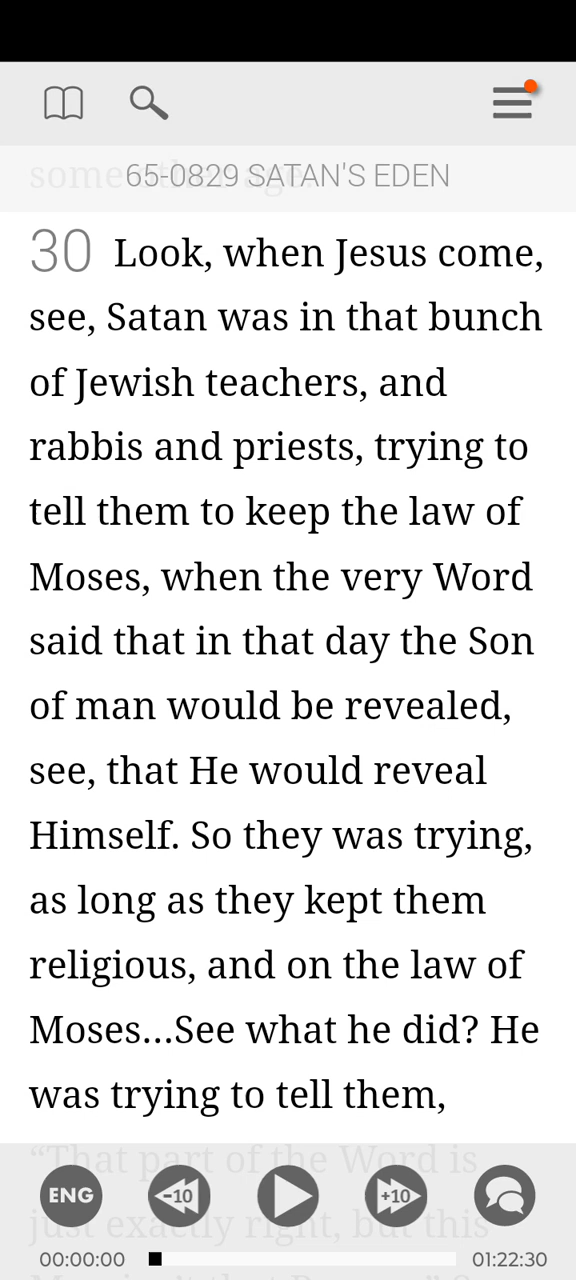 some other age.
65-0829 SATAN'S EDEN
30 Look, when Jesus come,
see, Satan was in that bunch
of Jewish teachers, and
rabbis and priests, trying to
tell them to keep the law of
Moses, when the very Word
said that in that day the Son
of man would be revealed,
see, that He would reveal
Himself. So they was trying,
as long as they kept them
religious, and on the law of
Moses...See what he did? He
was trying to tell them,
“That part of the Word is
ENG -10 +10
just exactly right, but this
00:00:00 01:22:30